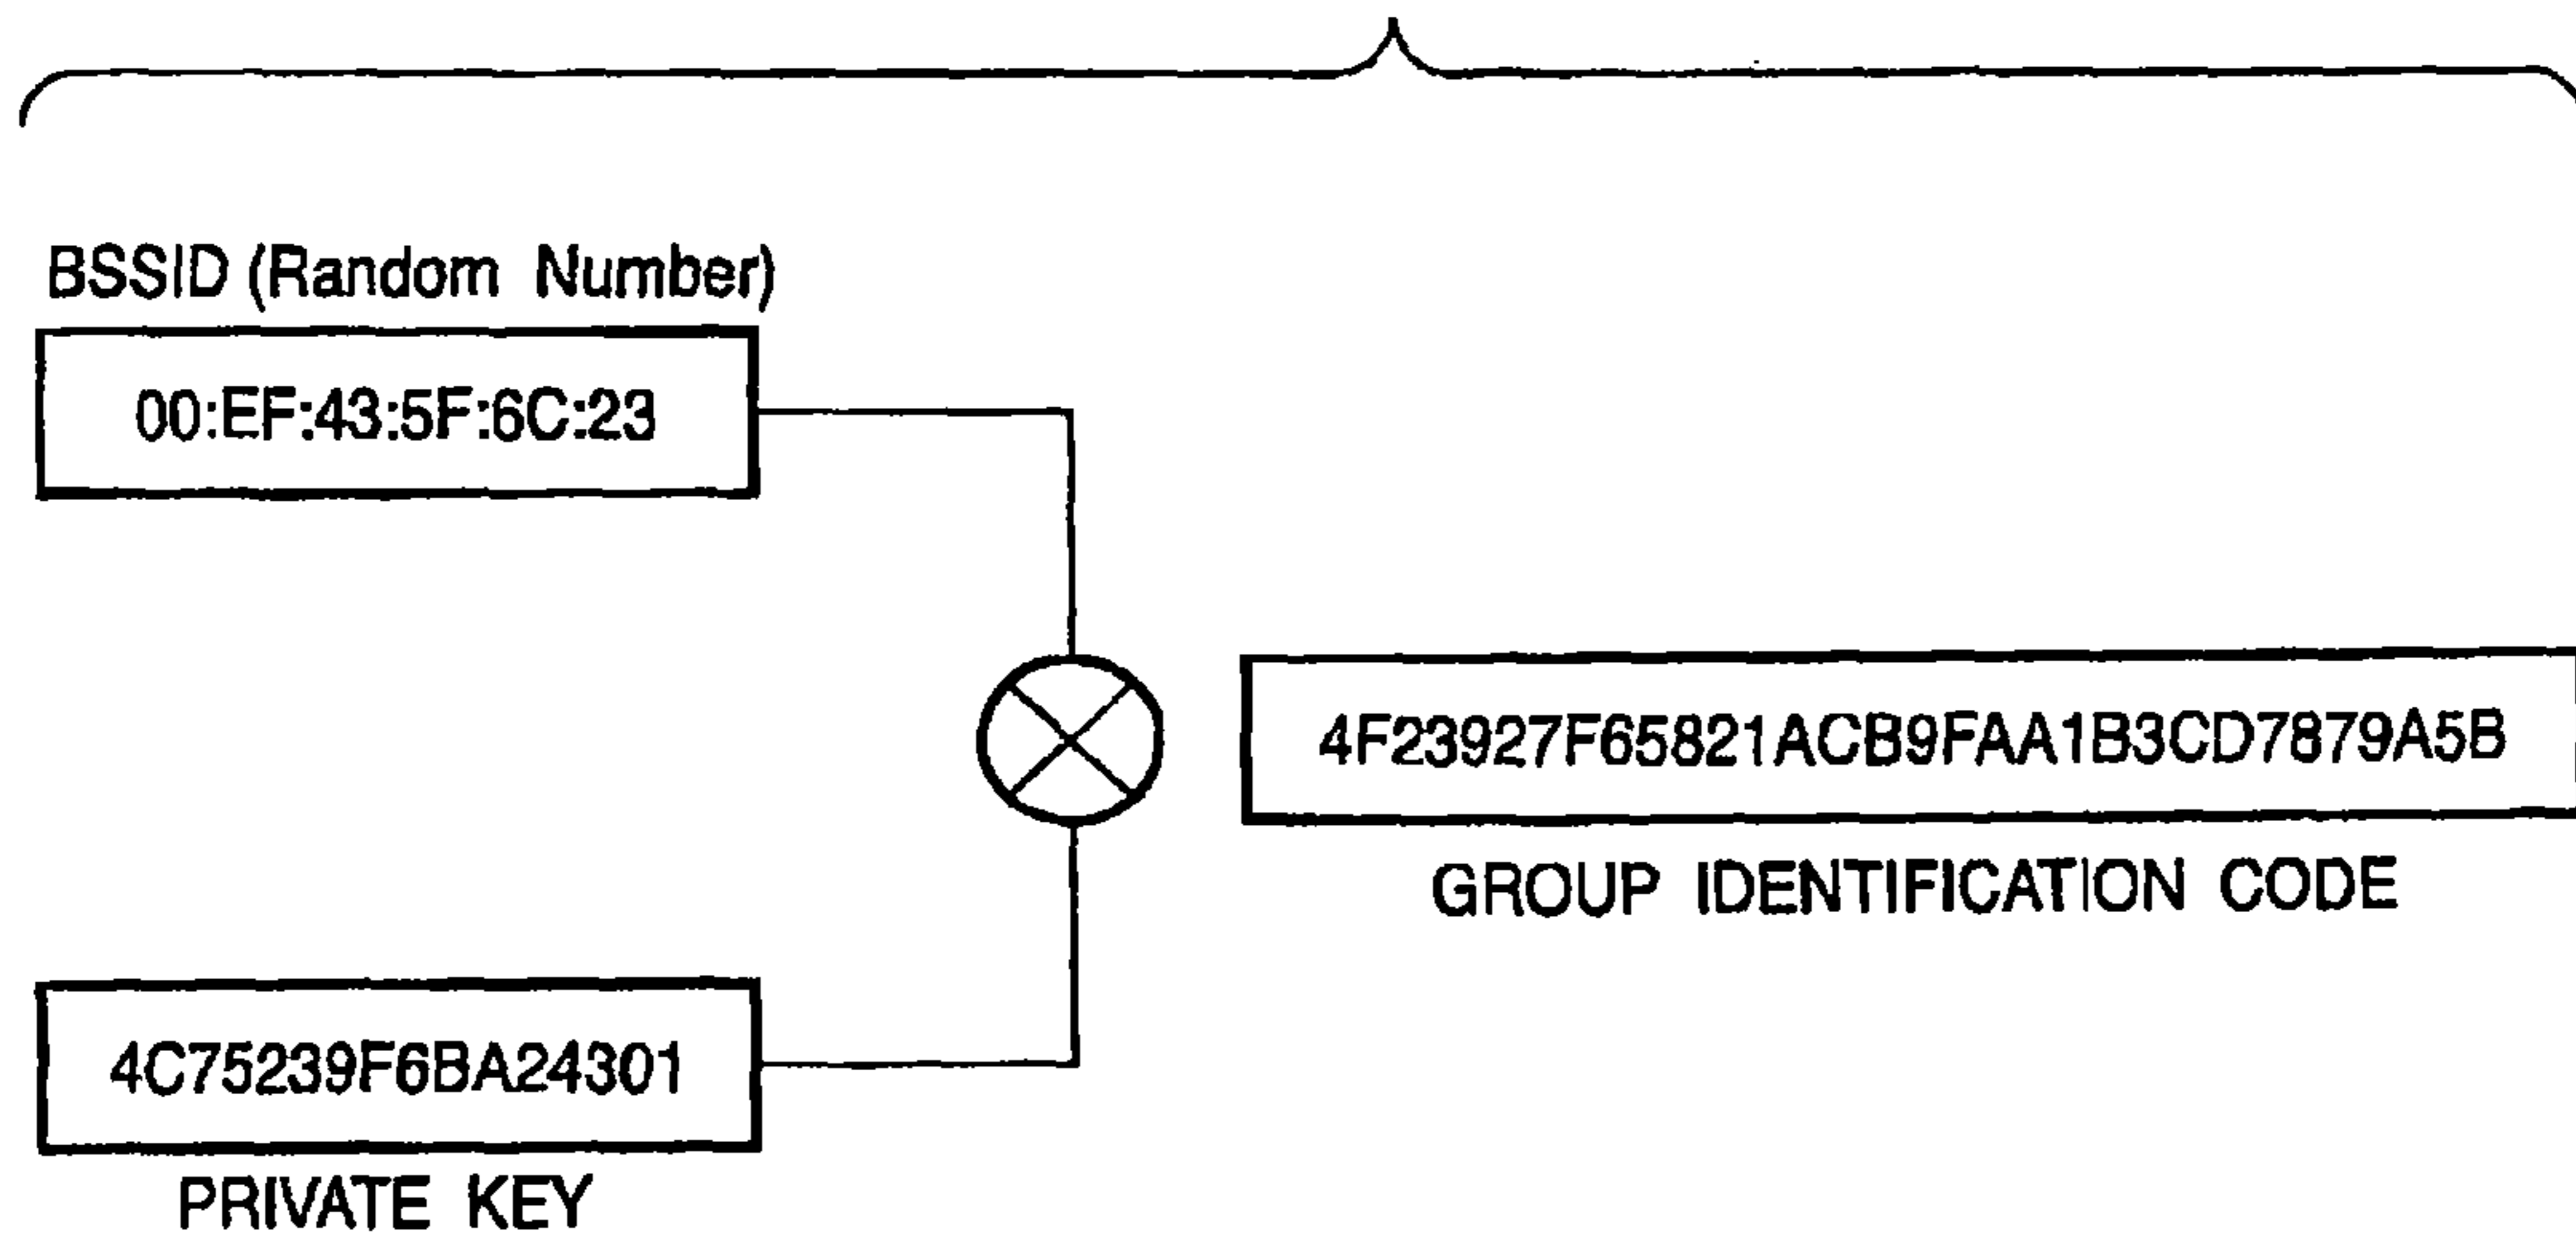 BSSID (Random Number)
00:EF:43:5F:6C:23
4F23927F65821ACB9FAA1B3CD7879A5B
GROUP IDENTIFICATION CODE
4C75239F6BA24301
PRIVATE KEY